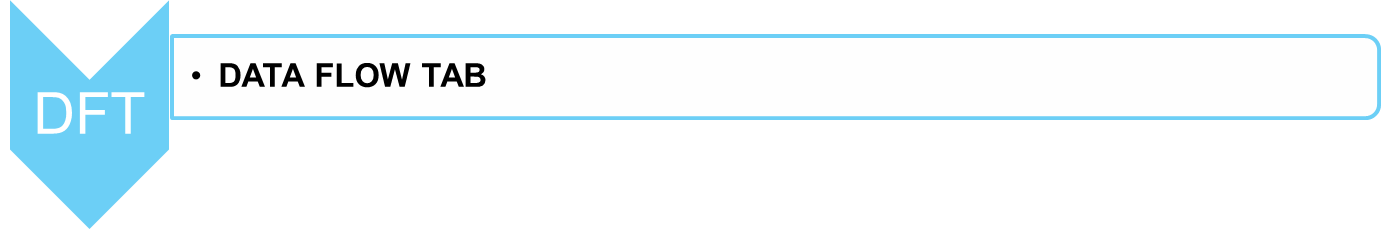 DFT
• DATA FLOW TAB